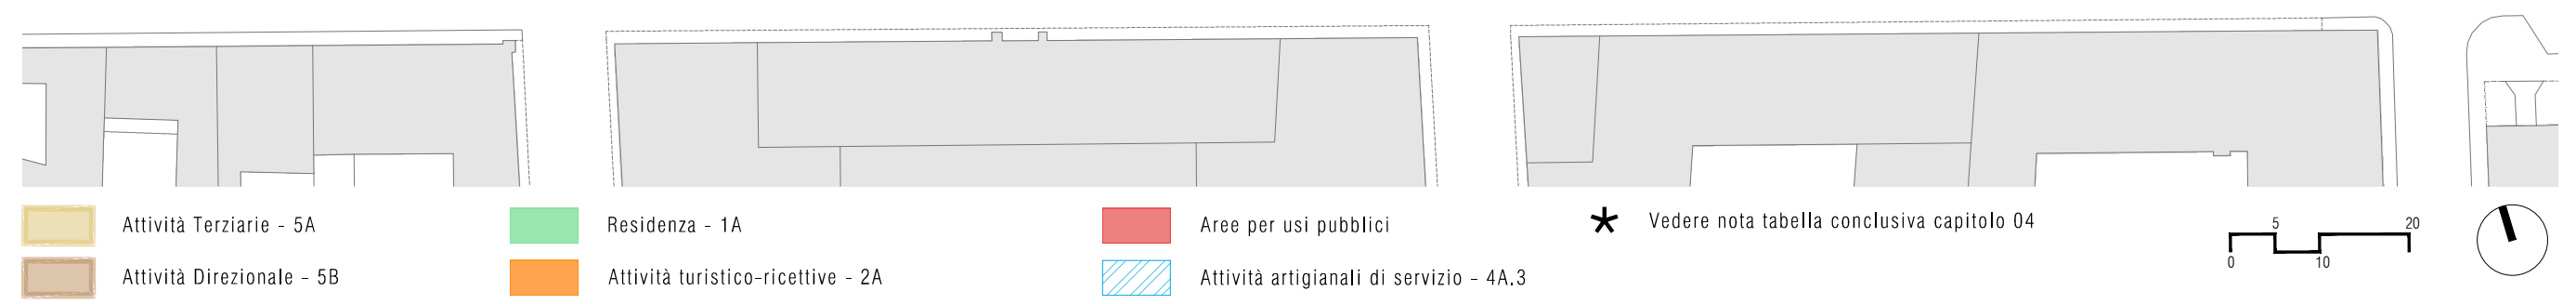 Attività Terziarie - 5A
Residenza - 1A
Aree per usi pubblici
* Vedere nota tabella conclusiva capitolo 04
5 20
0 10
Attività Direzionale - 5B
Attività turistico-ricettive - 2A
Attività artigianali di servizio - 4A.3